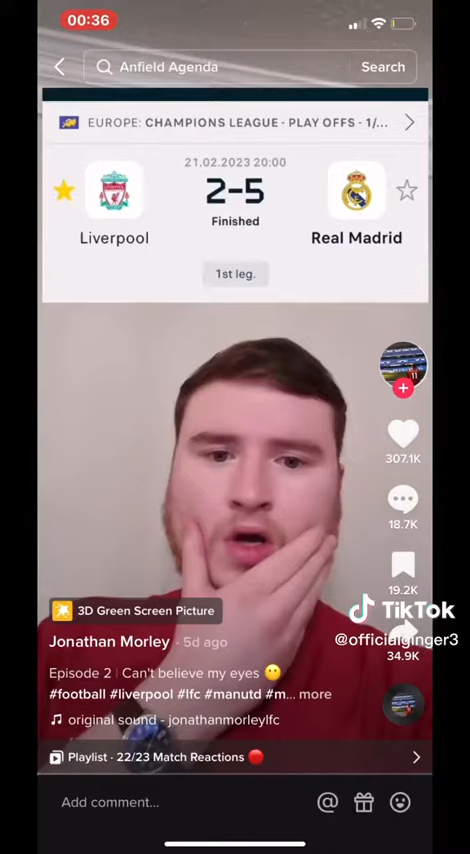 00:36
Anfield Agenda
Search
EUROPE: CHAMPIONS LEAGUE - PLAY OFFS - 1/...
21.02.2023 20:00
2-5
Finished
Liverpool
Real Madrid
1st leg.
307.1K
18.7K
19.2K
34.9K
3D Green Screen Picture
TikTok
@officialginger3
Jonathan Morley · 5d ago
Episode 2 | Can't believe my eyes 😶
#football #liverpool #lfc #manutd #m... more
original sound - jonathanmorleylfc
Playlist · 22/23 Match Reactions 🔴
Add comment...